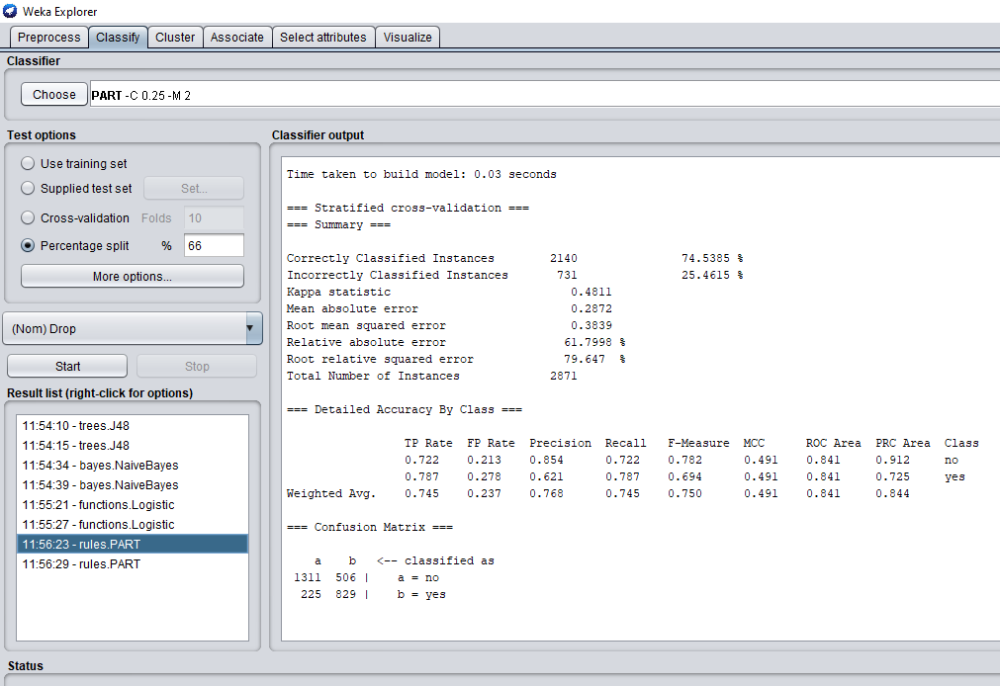 Weka Explorer
Preprocess Classify Cluster Associate Select attributes Visualize
Classifier
Choose PART -C 0.25 -M 2
Test options
Use training set
Supplied test set Set...
Cross-validation Folds 10
Percentage split % 66
More options...
(Nom) Drop
Start Stop
Result list (right-click for options)
11:54:10 - trees.J48
11:54:15 - trees.J48
11:54:34 - bayes.NaiveBayes
11:54:39 - bayes.NaiveBayes
11:55:21 - functions.Logistic
11:55:27 - functions.Logistic
11:56:23 - rules.PART
11:56:29 - rules.PART
Classifier output
Time taken to build model: 0.03 seconds
=== Stratified cross-validation ===
=== Summary ===
Correctly Classified Instances 2140 74.5385 %
Incorrectly Classified Instances 731 25.4615 %
Kappa statistic 0.4811
Mean absolute error 0.2872
Root mean squared error 0.3839
Relative absolute error 61.7998 %
Root relative squared error 79.647 %
Total Number of Instances 2871
=== Detailed Accuracy By Class ===
TP Rate FP Rate Precision Recall F-Measure MCC ROC Area PRC Area Class
0.722 0.213 0.854 0.722 0.782 0.491 0.841 0.912 no
0.787 0.278 0.621 0.787 0.694 0.491 0.841 0.725 yes
Weighted Avg. 0.745 0.237 0.768 0.745 0.750 0.491 0.841 0.844
=== Confusion Matrix ===
a b <-- classified as
1311 506 | a = no
225 829 | b = yes
Status